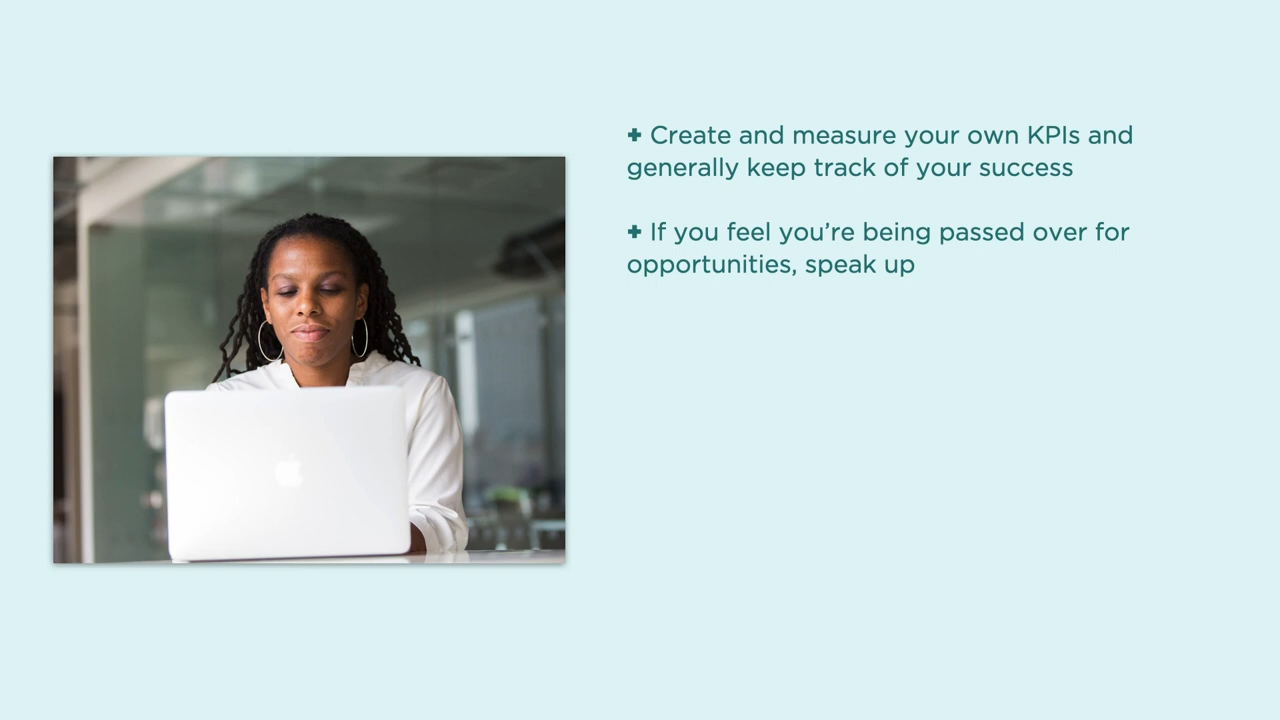 + Create and measure your own KPIs and
generally keep track of your success
+ If you feel you’re being passed over for
opportunities, speak up